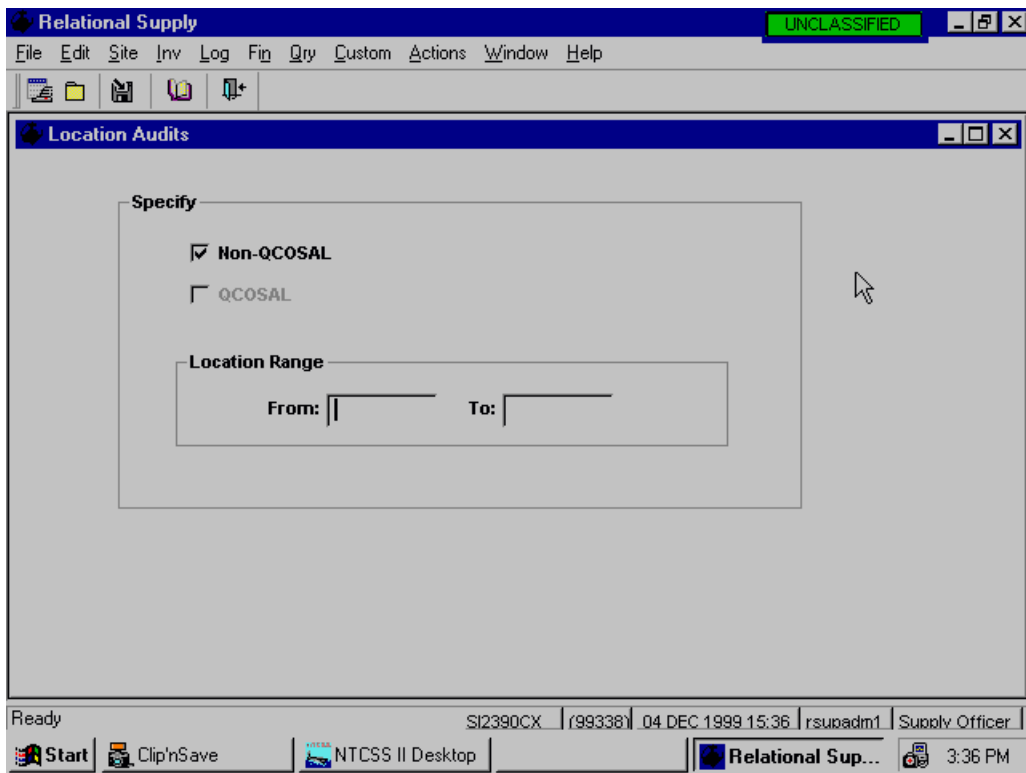 Relational Supply UNCLASSIFIED
File Edit Site Inv Log Fin Qry Custom Actions Window Help
Location Audits
Specify
Non-QCOSAL
QCOSAL
Location Range
From: To:
Ready SI2390CX (99338) 04 DEC 1999 15:36 rsupadm1 Supply Officer
Start Clip'nSave NTCSS II Desktop Relational Sup... 3:36 PM